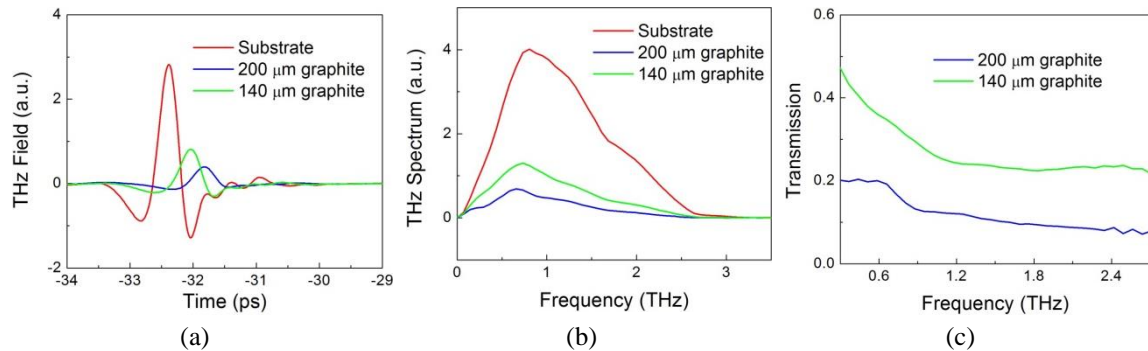 4
2
0
-2
-34
-33
-32
-31
-30
-29
THz Field (a.u.)
Time (ps)
Substrate
200 μm graphite
140 μm graphite
(a)
4
2
0
0
1
2
3
THz Spectrum (a.u.)
Frequency (THz)
Substrate
200 μm graphite
140 μm graphite
(b)
0.6
0.4
0.2
0.0
0.6
1.2
1.8
2.4
Transmission
Frequency (THz)
200 μm graphite
140 μm graphite
(c)